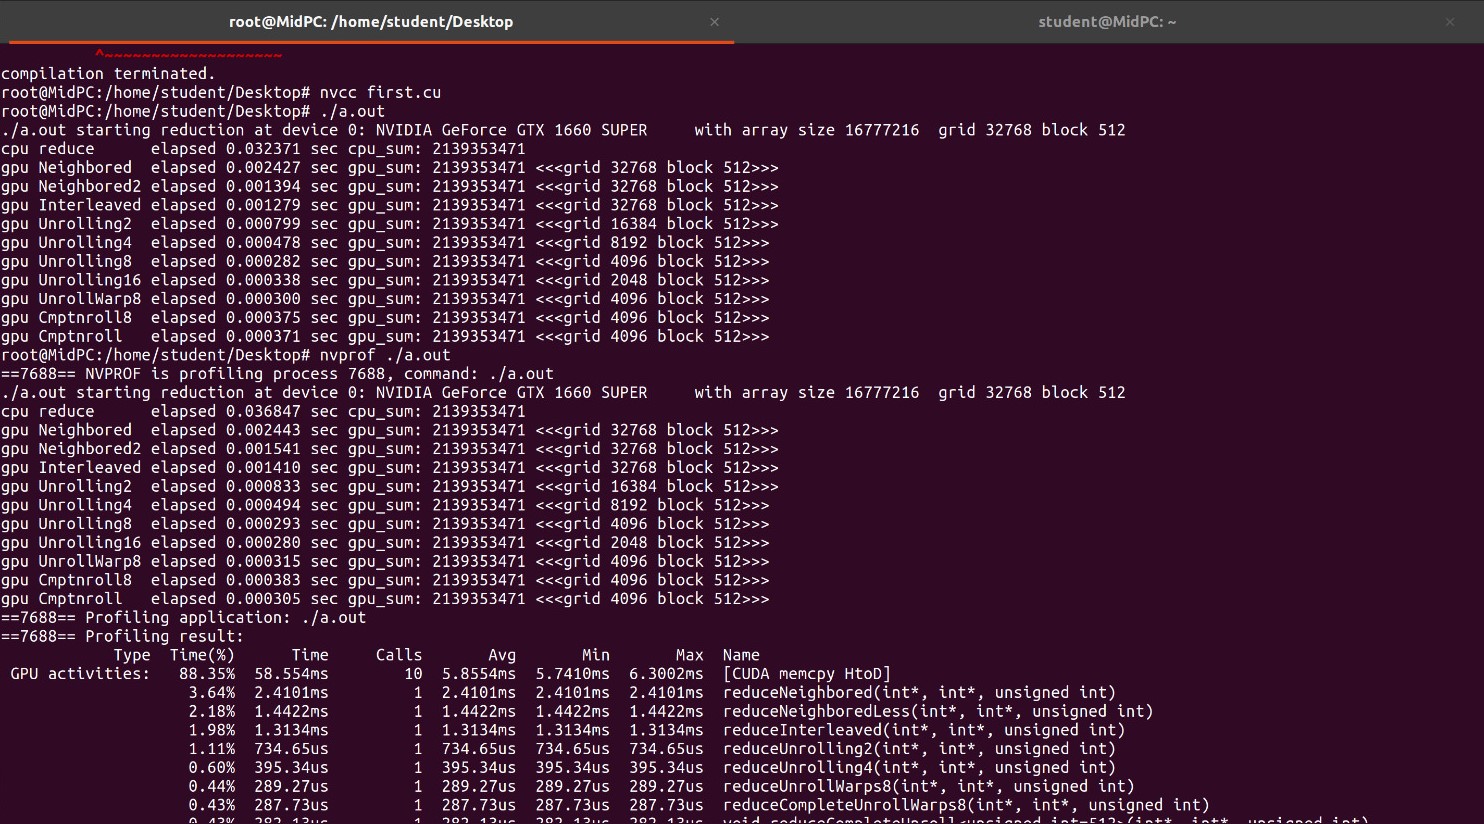 root@MidPC: /home/student/Desktop × student@MidPC: ~ ×
^~~~~~~~~~~~~~~~~~~~
compilation terminated.
root@MidPC:/home/student/Desktop# nvcc first.cu
root@MidPC:/home/student/Desktop# ./a.out
./a.out starting reduction at device 0: NVIDIA GeForce GTX 1660 SUPER     with array size 16777216  grid 32768 block 512
cpu reduce      elapsed 0.032371 sec cpu_sum: 2139353471
gpu Neighbored  elapsed 0.002427 sec gpu_sum: 2139353471 <<<grid 32768 block 512>>>
gpu Neighbored2 elapsed 0.001394 sec gpu_sum: 2139353471 <<<grid 32768 block 512>>>
gpu Interleaved elapsed 0.001279 sec gpu_sum: 2139353471 <<<grid 32768 block 512>>>
gpu Unrolling2  elapsed 0.000799 sec gpu_sum: 2139353471 <<<grid 16384 block 512>>>
gpu Unrolling4  elapsed 0.000478 sec gpu_sum: 2139353471 <<<grid 8192 block 512>>>
gpu Unrolling8  elapsed 0.000282 sec gpu_sum: 2139353471 <<<grid 4096 block 512>>>
gpu Unrolling16 elapsed 0.000338 sec gpu_sum: 2139353471 <<<grid 2048 block 512>>>
gpu UnrollWarp8 elapsed 0.000300 sec gpu_sum: 2139353471 <<<grid 4096 block 512>>>
gpu Cmptnroll8  elapsed 0.000375 sec gpu_sum: 2139353471 <<<grid 4096 block 512>>>
gpu Cmptnroll   elapsed 0.000371 sec gpu_sum: 2139353471 <<<grid 4096 block 512>>>
root@MidPC:/home/student/Desktop# nvprof ./a.out
==7688== NVPROF is profiling process 7688, command: ./a.out
./a.out starting reduction at device 0: NVIDIA GeForce GTX 1660 SUPER     with array size 16777216  grid 32768 block 512
cpu reduce      elapsed 0.036847 sec cpu_sum: 2139353471
gpu Neighbored  elapsed 0.002443 sec gpu_sum: 2139353471 <<<grid 32768 block 512>>>
gpu Neighbored2 elapsed 0.001541 sec gpu_sum: 2139353471 <<<grid 32768 block 512>>>
gpu Interleaved elapsed 0.001410 sec gpu_sum: 2139353471 <<<grid 32768 block 512>>>
gpu Unrolling2  elapsed 0.000833 sec gpu_sum: 2139353471 <<<grid 16384 block 512>>>
gpu Unrolling4  elapsed 0.000494 sec gpu_sum: 2139353471 <<<grid 8192 block 512>>>
gpu Unrolling8  elapsed 0.000293 sec gpu_sum: 2139353471 <<<grid 4096 block 512>>>
gpu Unrolling16 elapsed 0.000280 sec gpu_sum: 2139353471 <<<grid 2048 block 512>>>
gpu UnrollWarp8 elapsed 0.000315 sec gpu_sum: 2139353471 <<<grid 4096 block 512>>>
gpu Cmptnroll8  elapsed 0.000383 sec gpu_sum: 2139353471 <<<grid 4096 block 512>>>
gpu Cmptnroll   elapsed 0.000305 sec gpu_sum: 2139353471 <<<grid 4096 block 512>>>
==7688== Profiling application: ./a.out
==7688== Profiling result:
            Type  Time(%)      Time     Calls       Avg       Min       Max  Name
 GPU activities:   88.35%  58.554ms        10  5.8554ms  5.7410ms  6.3002ms  [CUDA memcpy HtoD]
                    3.64%  2.4101ms         1  2.4101ms  2.4101ms  2.4101ms  reduceNeighbored(int*, int*, unsigned int)
                    2.18%  1.4422ms         1  1.4422ms  1.4422ms  1.4422ms  reduceNeighboredLess(int*, int*, unsigned int)
                    1.98%  1.3134ms         1  1.3134ms  1.3134ms  1.3134ms  reduceInterleaved(int*, int*, unsigned int)
                    1.11%  734.65us         1  734.65us  734.65us  734.65us  reduceUnrolling2(int*, int*, unsigned int)
                    0.60%  395.34us         1  395.34us  395.34us  395.34us  reduceUnrolling4(int*, int*, unsigned int)
                    0.44%  289.27us         1  289.27us  289.27us  289.27us  reduceUnrollWarps8(int*, int*, unsigned int)
                    0.43%  287.73us         1  287.73us  287.73us  287.73us  reduceCompleteUnrollWarps8(int*, int*, unsigned int)
                    0.43%  282.13us         1  282.13us  282.13us  282.13us  void reduceCompleteUnroll<unsigned int=512>(int*, int*, unsigned int)